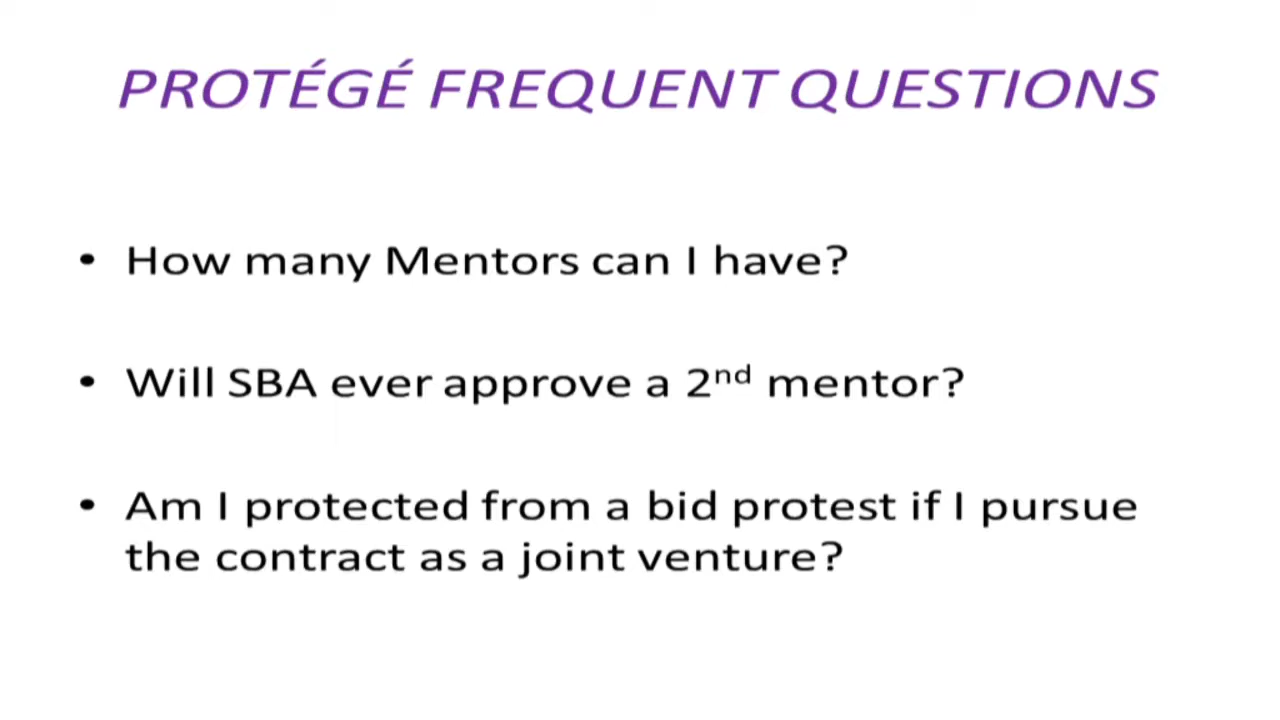 PROTÉGÉ FREQUENT QUESTIONS
• How many Mentors can I have?
• Will SBA ever approve a 2nd mentor?
• Am I protected from a bid protest if I pursue
the contract as a joint venture?